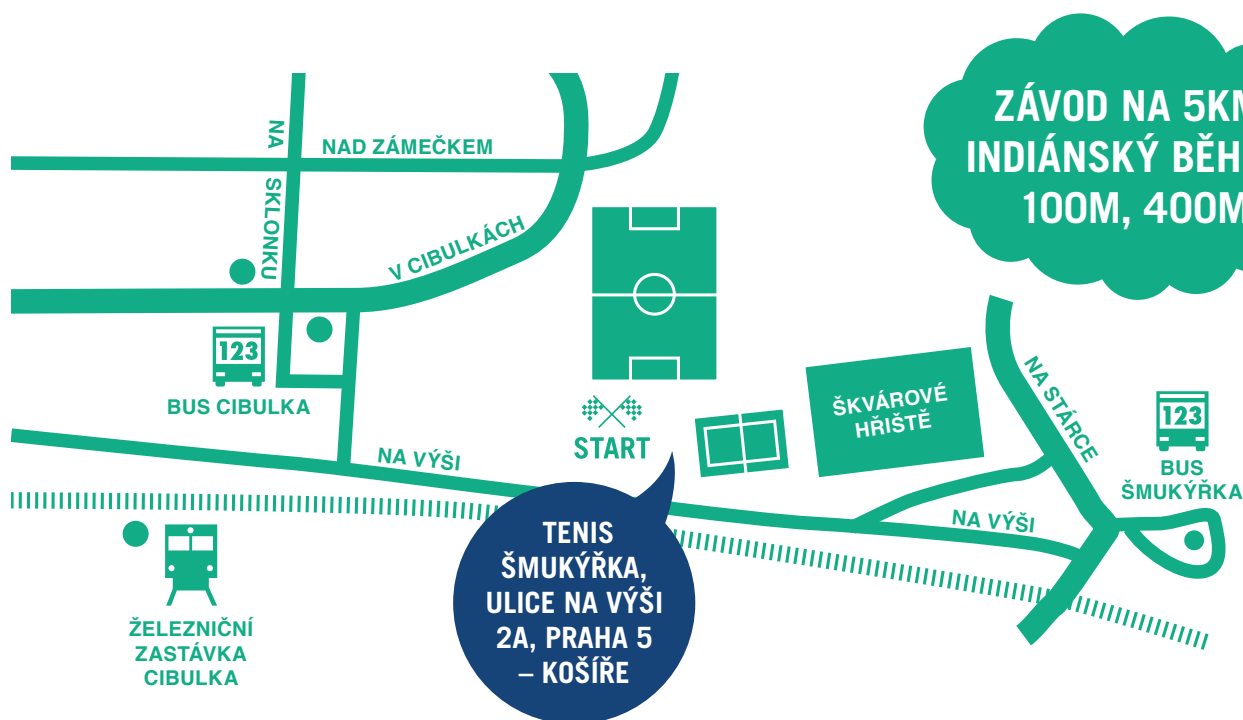 ZÁVOD NA 5KM
INDIÁNSKÝ BĚH
100M, 400M
NA
SKLONKU
NAD ZÁMEČKEM
V CIBULKÁCH
123
BUS CIBULKA
START
ŠKVÁROVÉ
HŘIŠTĚ
NA STÁRCE
123
BUS
ŠMUKÝŘKA
NA VÝŠI
NA VÝŠI
TENIS
ŠMUKÝŘKA,
ULICE NA VÝŠI
2A, PRAHA 5
– KOŠÍŘE
ŽELEZNIČNÍ
ZASTÁVKA
CIBULKA